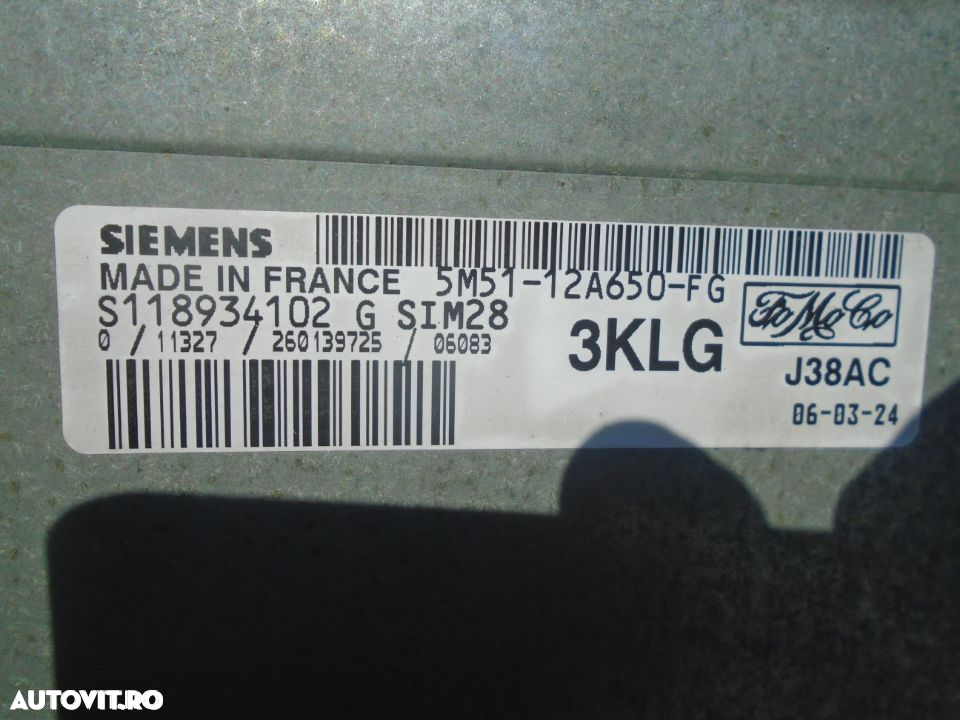 SIEMENS
MADE IN FRANCE 5M51-12A650-FG
S118934102 G SIM28
FoMoCo
0 / 11327 / 260139725 / 06083
3KLG
J38AC
06-03-24
AUTOVIT.RO